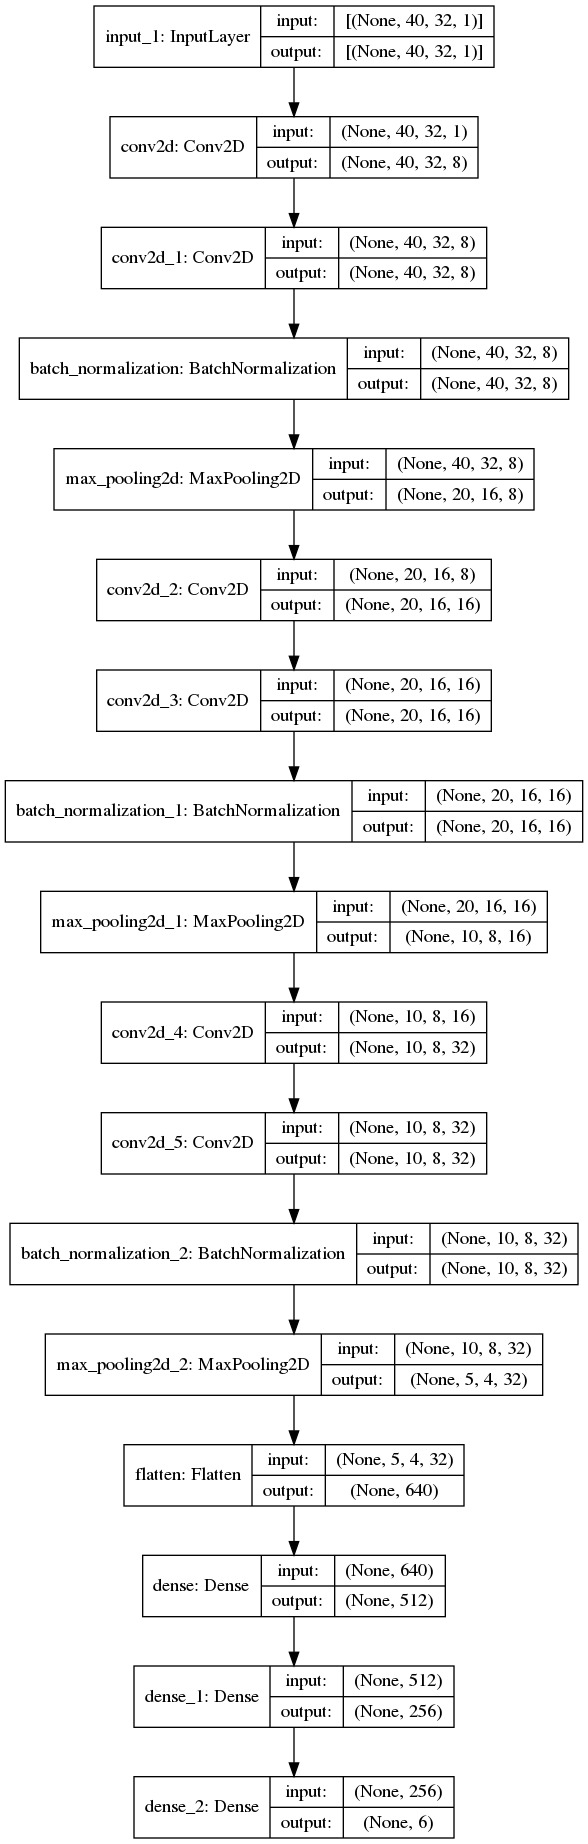 input_1: InputLayer
input:
[(None, 40, 32, 1)]
output:
[(None, 40, 32, 1)]
conv2d: Conv2D
input:
(None, 40, 32, 1)
output:
(None, 40, 32, 8)
conv2d_1: Conv2D
input:
(None, 40, 32, 8)
output:
(None, 40, 32, 8)
batch_normalization: BatchNormalization
input:
(None, 40, 32, 8)
output:
(None, 40, 32, 8)
max_pooling2d: MaxPooling2D
input:
(None, 40, 32, 8)
output:
(None, 20, 16, 8)
conv2d_2: Conv2D
input:
(None, 20, 16, 8)
output:
(None, 20, 16, 16)
conv2d_3: Conv2D
input:
(None, 20, 16, 16)
output:
(None, 20, 16, 16)
batch_normalization_1: BatchNormalization
input:
(None, 20, 16, 16)
output:
(None, 20, 16, 16)
max_pooling2d_1: MaxPooling2D
input:
(None, 20, 16, 16)
output:
(None, 10, 8, 16)
conv2d_4: Conv2D
input:
(None, 10, 8, 16)
output:
(None, 10, 8, 32)
conv2d_5: Conv2D
input:
(None, 10, 8, 32)
output:
(None, 10, 8, 32)
batch_normalization_2: BatchNormalization
input:
(None, 10, 8, 32)
output:
(None, 10, 8, 32)
max_pooling2d_2: MaxPooling2D
input:
(None, 10, 8, 32)
output:
(None, 5, 4, 32)
flatten: Flatten
input:
(None, 5, 4, 32)
output:
(None, 640)
dense: Dense
input:
(None, 640)
output:
(None, 512)
dense_1: Dense
input:
(None, 512)
output:
(None, 256)
dense_2: Dense
input:
(None, 256)
output:
(None, 6)